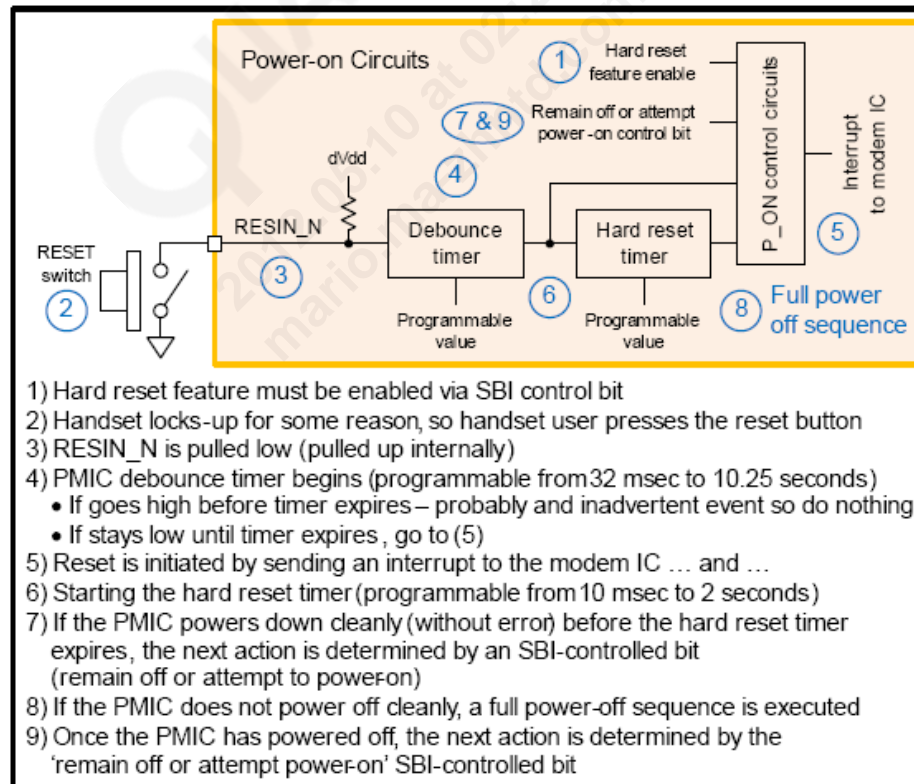 Power-on Circuits
1
Hard reset
feature enable
7 & 9
Remain off or attempt
power-on control bit
P_ON control circuits
Interrupt
to modem IC
5
dVdd
4
RESIN_N
3
Debounce
timer
Hard reset
timer
RESET
switch
2
6
Programmable
value
Programmable
value
8
Full power
off sequence
1) Hard reset feature must be enabled via SBI control bit
2) Handset locks-up for some reason, so handset user presses the reset button
3) RESIN_N is pulled low (pulled up internally)
4) PMIC debounce timer begins (programmable from 32 msec to 10.25 seconds)
• If goes high before timer expires – probably and inadvertent event so do nothing
• If stays low until timer expires, go to (5)
5) Reset is initiated by sending an interrupt to the modem IC … and …
6) Starting the hard reset timer (programmable from 10 msec to 2 seconds)
7) If the PMIC powers down cleanly (without error) before the hard reset timer
expires, the next action is determined by an SBI-controlled bit
(remain off or attempt to power-on)
8) If the PMIC does not power off cleanly, a full power-off sequence is executed
9) Once the PMIC has powered off, the next action is determined by the
'remain off or attempt power-on' SBI-controlled bit